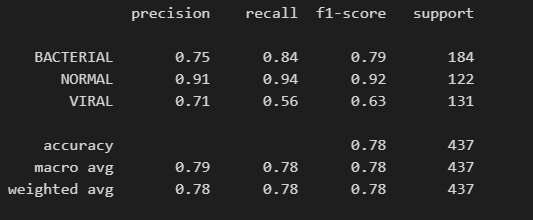 precision recall f1-score support
BACTERIAL 0.75 0.84 0.79 184
NORMAL 0.91 0.94 0.92 122
VIRAL 0.71 0.56 0.63 131
accuracy 0.78 437
macro avg 0.79 0.78 0.78 437
weighted avg 0.78 0.78 0.78 437